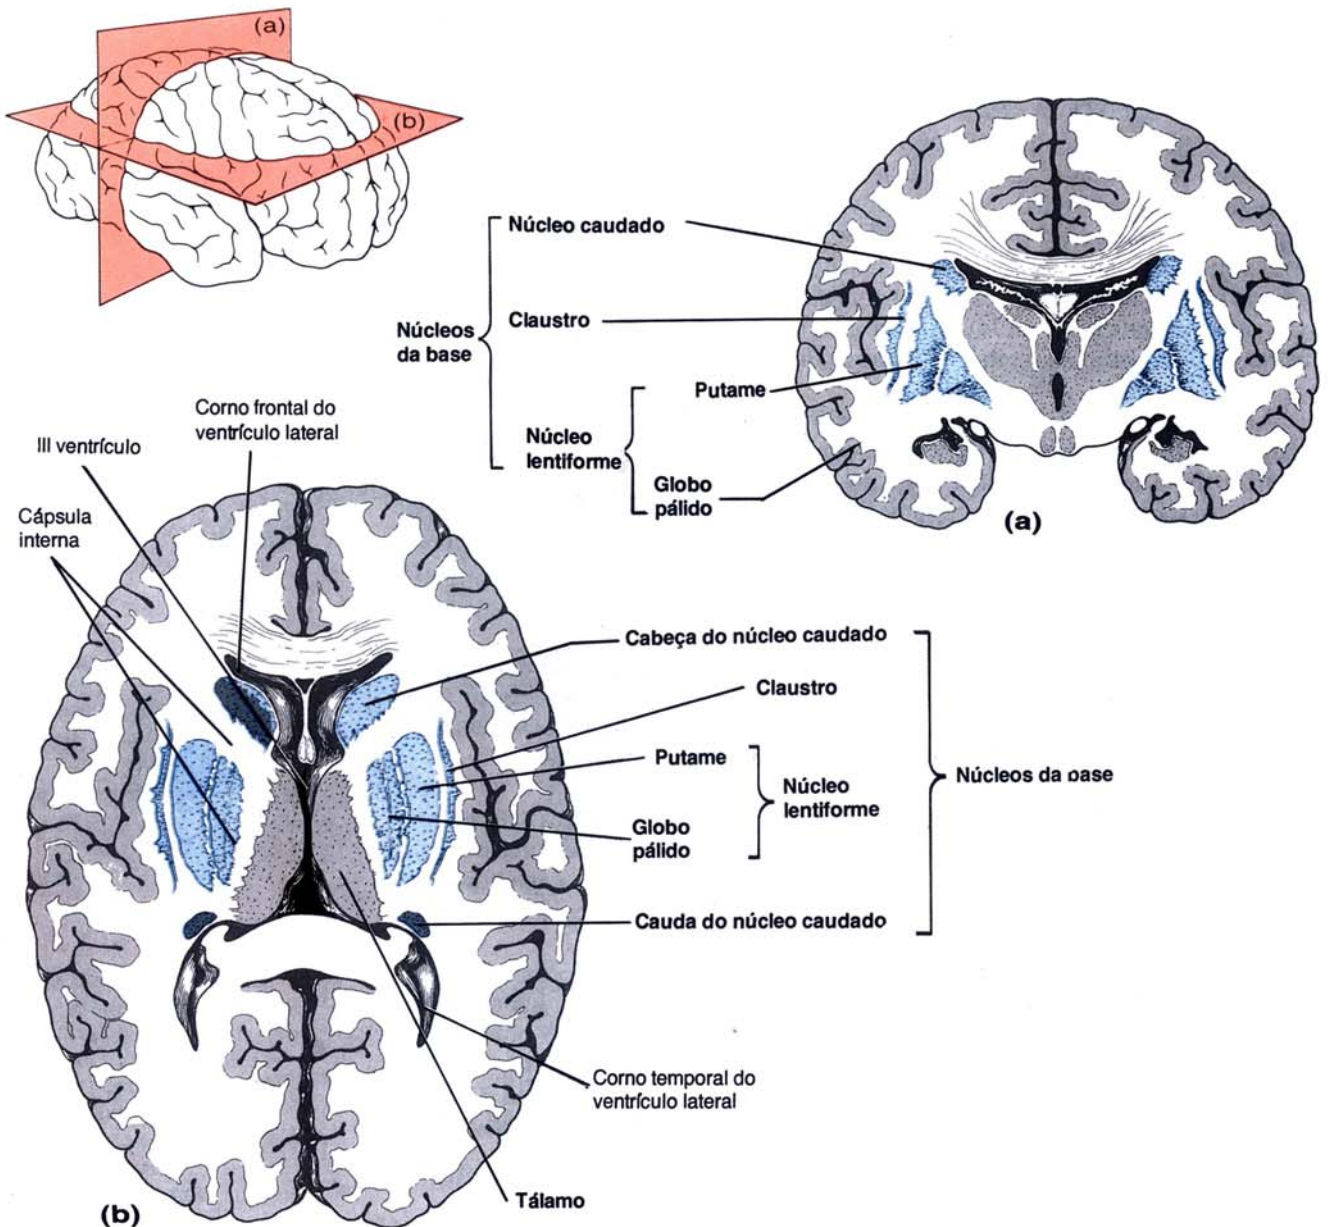 (a)
(b)
Núcleo caudado
Claustro
Núcleos
da base
Putame
Núcleo
lentiforme
Globo
pálido
(a)
Corno frontal do
ventrículo lateral
III ventrículo
Cápsula
interna
Cabeça do núcleo caudado
Claustro
Putame
Núcleo
lentiforme
Núcleos da base
Globo
pálido
Cauda do núcleo caudado
Corno temporal do
ventrículo lateral
Tálamo
(b)